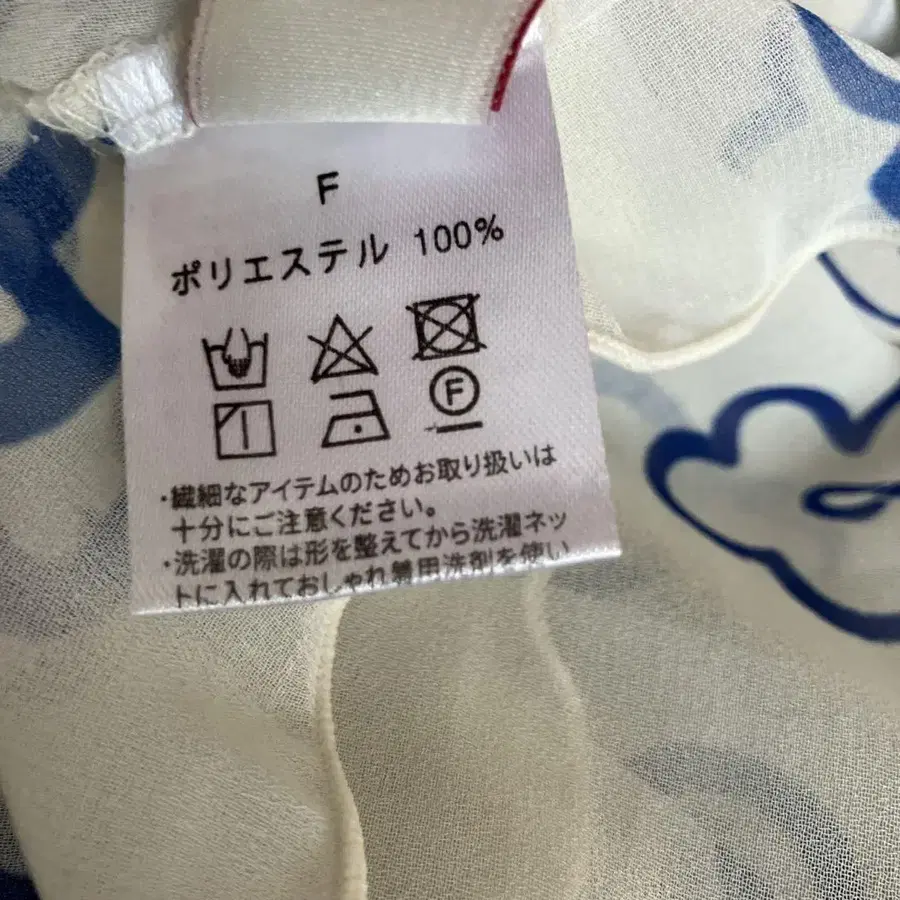 F
ポリエステル 100%
F
・繊細なアイテムのためお取り扱いは
十分にご注意ください。
・洗濯の際は形を整えてから洗濯ネッ
トに入れておしゃれ着用洗剤を使い